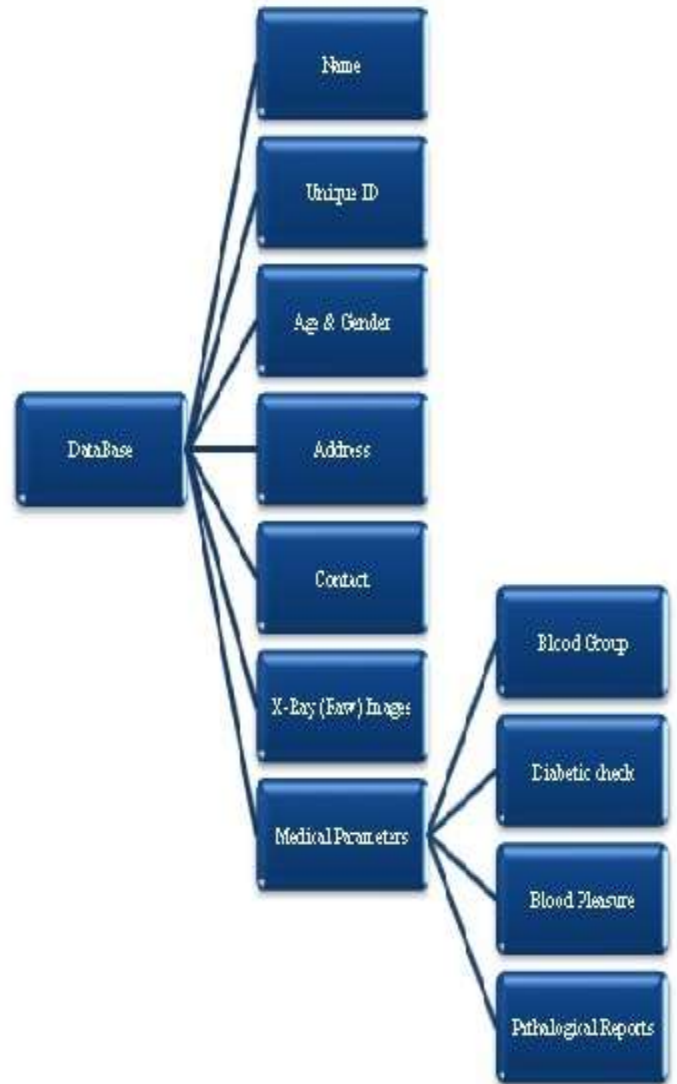 Name
Unique ID
Age & Gender
DataBase
Address
Contact
X-Ray (Raw) Images
Medical Parameters
Blood Group
Diabetic check
Blood Pleasure
Pathalogical Reports